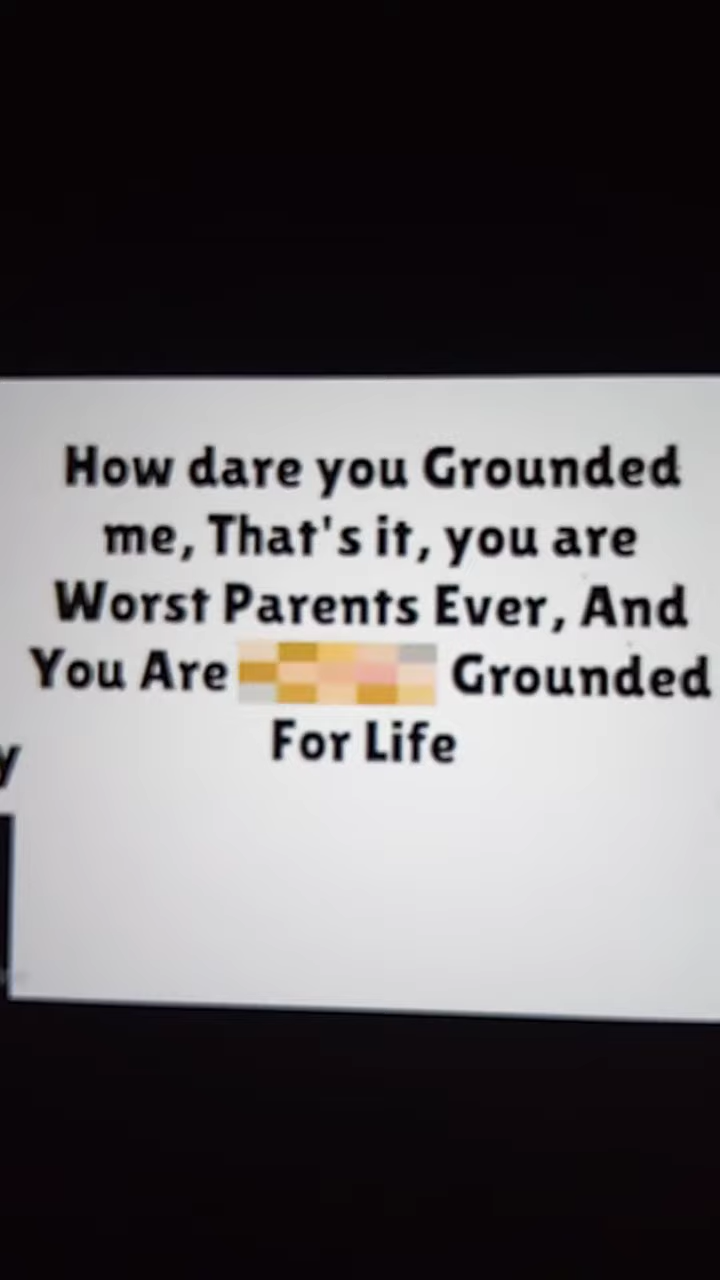 How dare you Grounded
me, That's it, you are
Worst Parents Ever, And
You Are Grounded
For Life
y